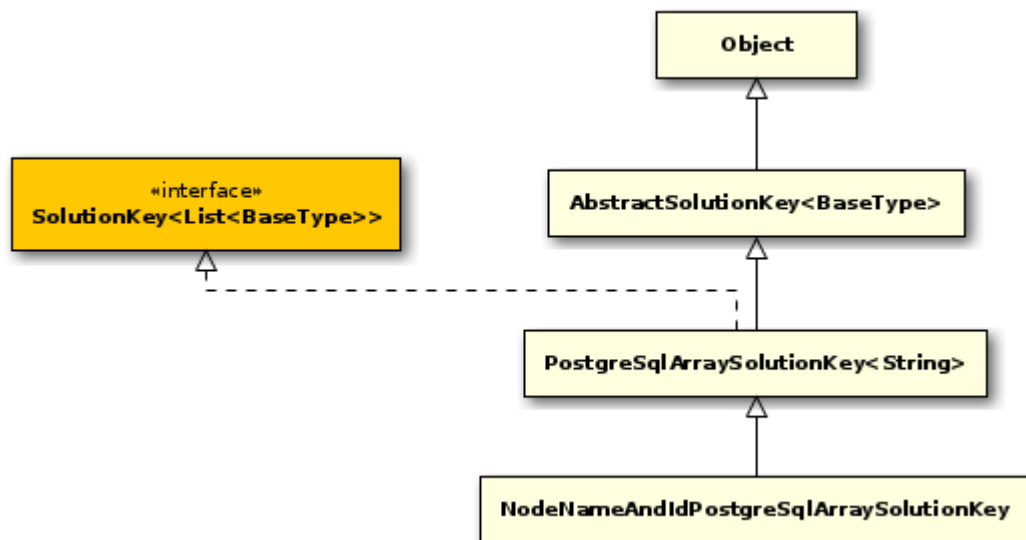 Object
«interface»
SolutionKey<List<BaseType>>
AbstractSolutionKey<BaseType>
PostgreSqlArraySolutionKey<String>
NodeNameAndIdPostgreSqlArraySolutionKey